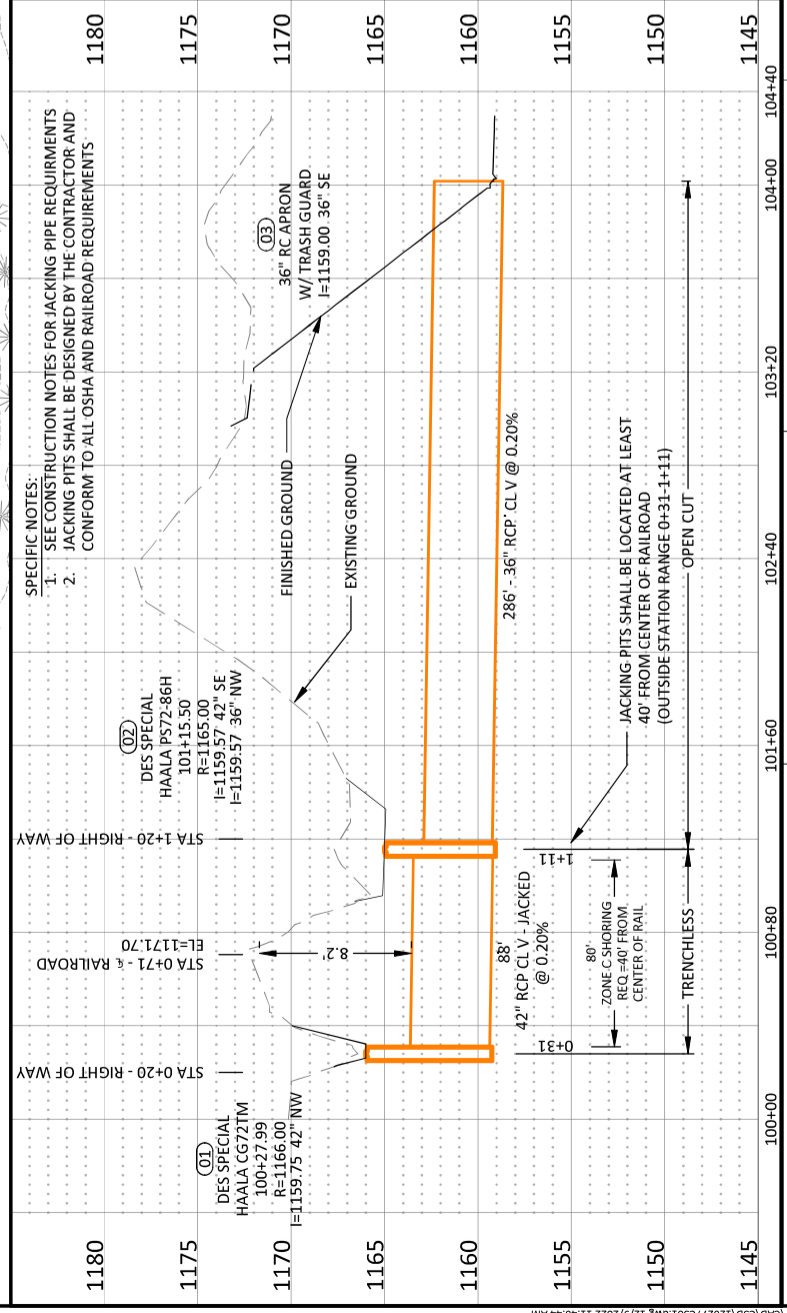 1180
1175
1170
1165
1160
1155
1150
1145
1180
1175
1170
1165
1160
1155
1150
1145
104+40
104+00
103+20
102+40
101+60
100+80
100+00
SPECIFIC NOTES:
1. SEE CONSTRUCTION NOTES FOR JACKING PIPE REQUIRMENTS
2. JACKING PITS SHALL BE DESIGNED BY THE CONTRACTOR AND
CONFORM TO ALL OSHA AND RAILROAD REQUIREMENTS
03
36" RC APRON
W/ TRASH GUARD
I=1159.00 36" SE
FINISHED GROUND
EXISTING GROUND
02
DES SPECIAL
HAALA PS72-86H
101+15.50
R=1165.00
I=1159.57 42" SE
I=1159.57 36" NW
STA 1+20 - RIGHT OF WAY
STA 0+71 - ℄ RAILROAD
EL=1171.70
STA 0+20 - RIGHT OF WAY
01
DES SPECIAL
HAALA CG72TM
100+27.99
R=1166.00
I=1159.75 42" NW
8.2'
286' - 36" RCP CL V @ 0.20%
88'
42" RCP CL V - JACKED
@ 0.20%
1+11
0+31
80'
ZONE C SHORING
REQ =40' FROM
CENTER OF RAIL
JACKING PITS SHALL BE LOCATED AT LEAST
40' FROM CENTER OF RAILROAD
(OUTSIDE STATION RANGE 0+31-1+11)
OPEN CUT
TRENCHLESS